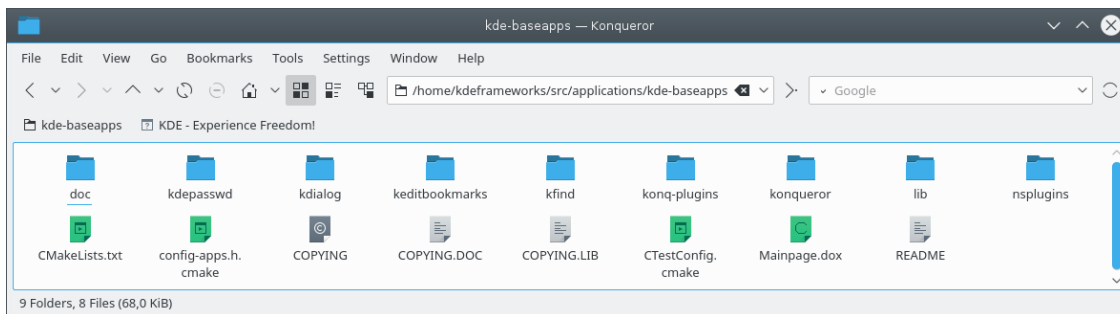 kde-baseapps — Konqueror
File Edit View Go Bookmarks Tools Settings Window Help
/home/kdeframeworks/src/applications/kde-baseapps Google
kde-baseapps KDE - Experience Freedom!
doc kdepasswd kdialog keditbookmarks kfind konq-plugins konqueror lib nsplugins
CMakeLists.txt config-apps.h. COPYING COPYING.DOC COPYING.LIB CTestConfig. Mainpage.dox README
cmake cmake
9 Folders, 8 Files (68,0 KiB)